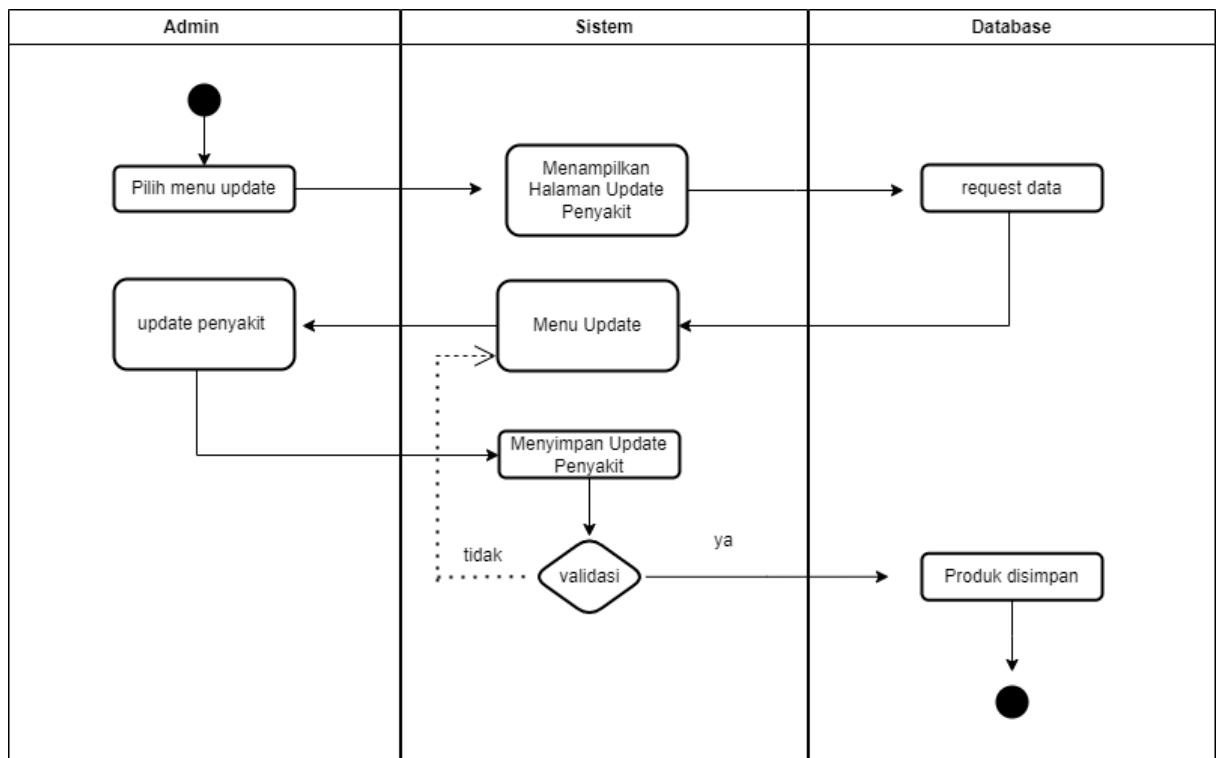 Admin
Sistem
Database
Pilih menu update
Menampilkan
Halaman Update
Penyakit
request data
update penyakit
Menu Update
Menyimpan Update
Penyakit
tidak
validasi
ya
Produk disimpan